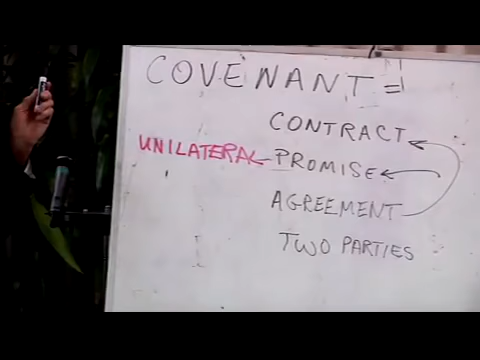 COVENANT =
CONTRACT
UNILATERAL PROMISE
AGREEMENT
TWO PARTIES